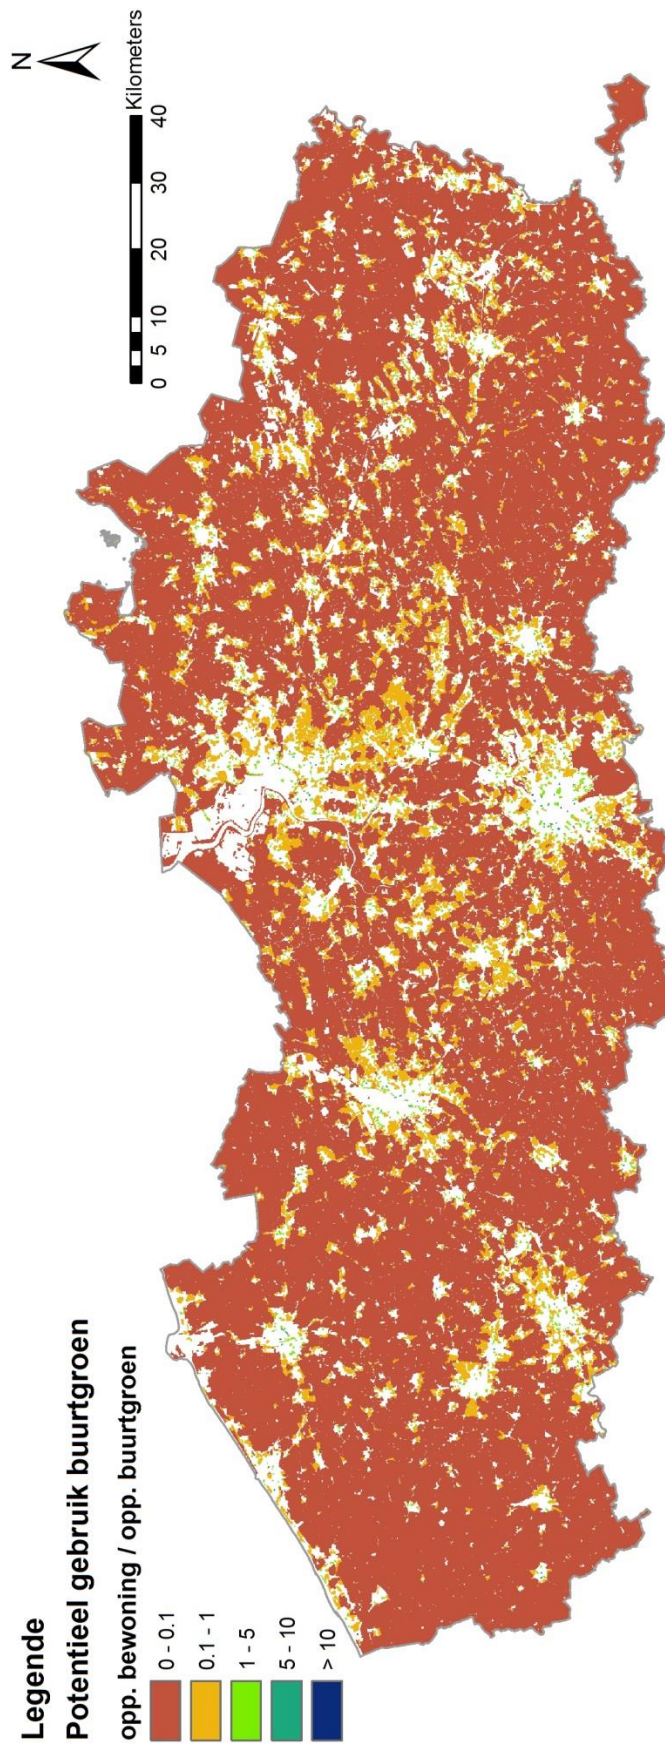 Legende
Potentieel gebruik buurtgroen
opp. bewoning / opp. buurtgroen
0 - 0.1
0.1 - 1
1 - 5
5 - 10
> 10
N
0 5 10 20 30 40
Kilometers